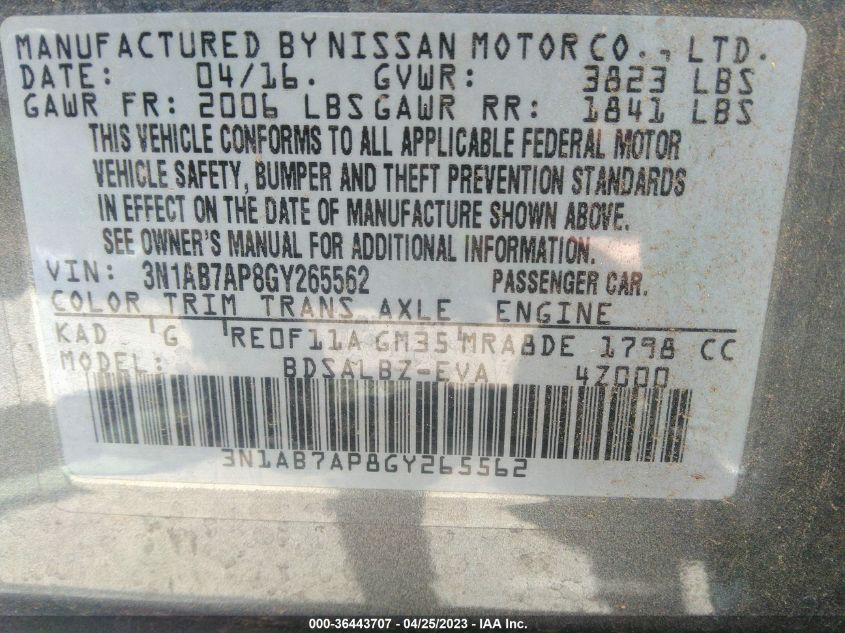 MANUFACTURED BY NISSAN MOTOR CO., LTD.
DATE: 04/16. GVWR: 3823 LBS
GAWR FR: 2006 LBS GAWR RR: 1841 LBS
THIS VEHICLE CONFORMS TO ALL APPLICABLE FEDERAL MOTOR
VEHICLE SAFETY, BUMPER AND THEFT PREVENTION STANDARDS
IN EFFECT ON THE DATE OF MANUFACTURE SHOWN ABOVE.
SEE OWNER'S MANUAL FOR ADDITIONAL INFORMATION.
VIN: 3N1AB7AP8GY265562 PASSENGER CAR.
COLOR TRIM TRANS AXLE ENGINE
KAD G RE0F11A GM35 MRA8DE 1798 CC
MODEL: BDSALBZ-EVA 4Z000
3N1AB7AP8GY265562
000-36443707 - 04/25/2023 - IAA Inc.